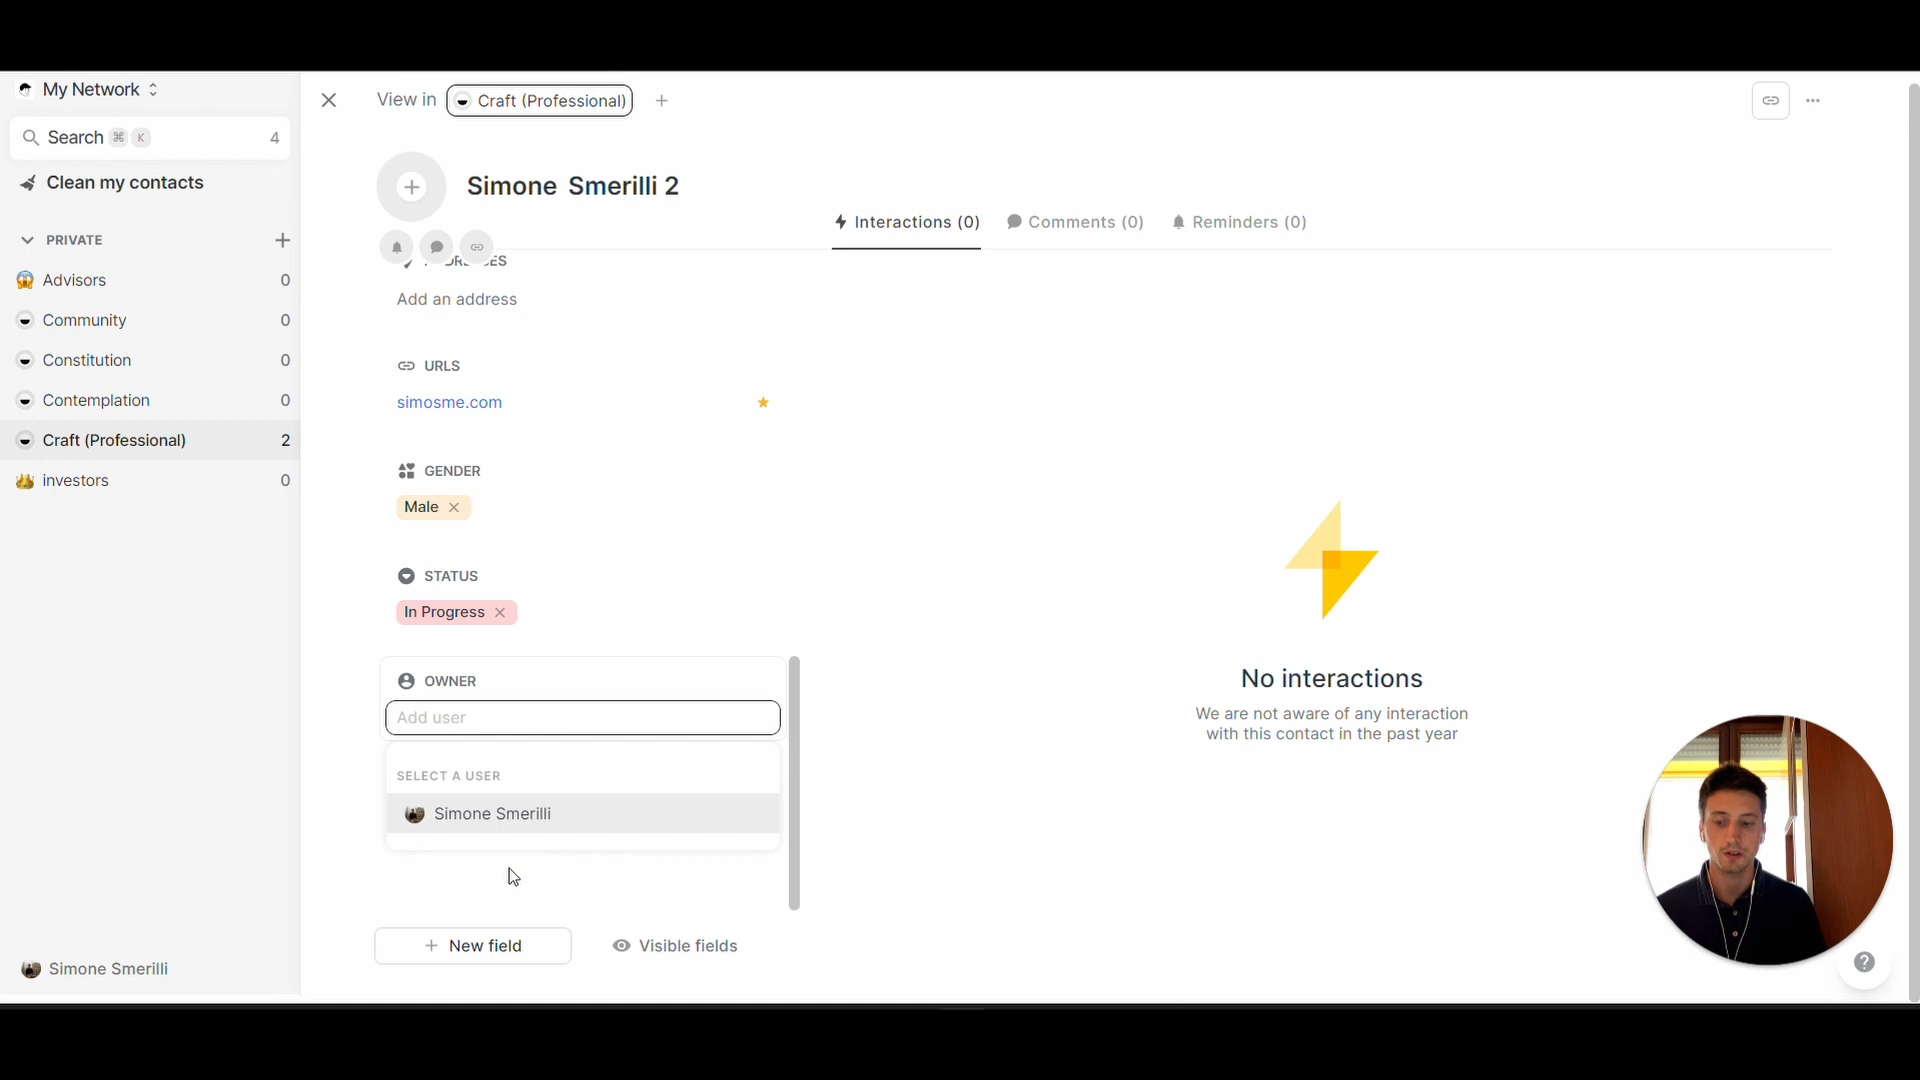 My Network
Search ⌘ K 4
Clean my contacts
PRIVATE
Advisors 0
Community 0
Constitution 0
Contemplation 0
Craft (Professional) 2
investors 0
Simone Smerilli
View in Craft (Professional)
Simone Smerilli 2
Interactions (0) Comments (0) Reminders (0)
Add an address
URLS
simosme.com
GENDER
Male
STATUS
In Progress
OWNER
Add user
SELECT A USER
Simone Smerilli
New field Visible fields
No interactions
We are not aware of any interaction
with this contact in the past year